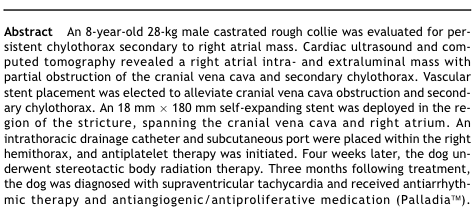 Abstract An 8-year-old 28-kg male castrated rough collie was evaluated for per-
sistent chylothorax secondary to right atrial mass. Cardiac ultrasound and com-
puted tomography revealed a right atrial intra- and extraluminal mass with
partial obstruction of the cranial vena cava and secondary chylothorax. Vascular
stent placement was elected to alleviate cranial vena cava obstruction and second-
ary chylothorax. An 18 mm × 180 mm self-expanding stent was deployed in the re-
gion of the stricture, spanning the cranial vena cava and right atrium. An
intrathoracic drainage catheter and subcutaneous port were placed within the right
hemithorax, and antiplatelet therapy was initiated. Four weeks later, the dog un-
derwent stereotactic body radiation therapy. Three months following treatment,
the dog was diagnosed with supraventricular tachycardia and received antiarrhyth-
mic therapy and antiangiogenic/antiproliferative medication (Palladia™).